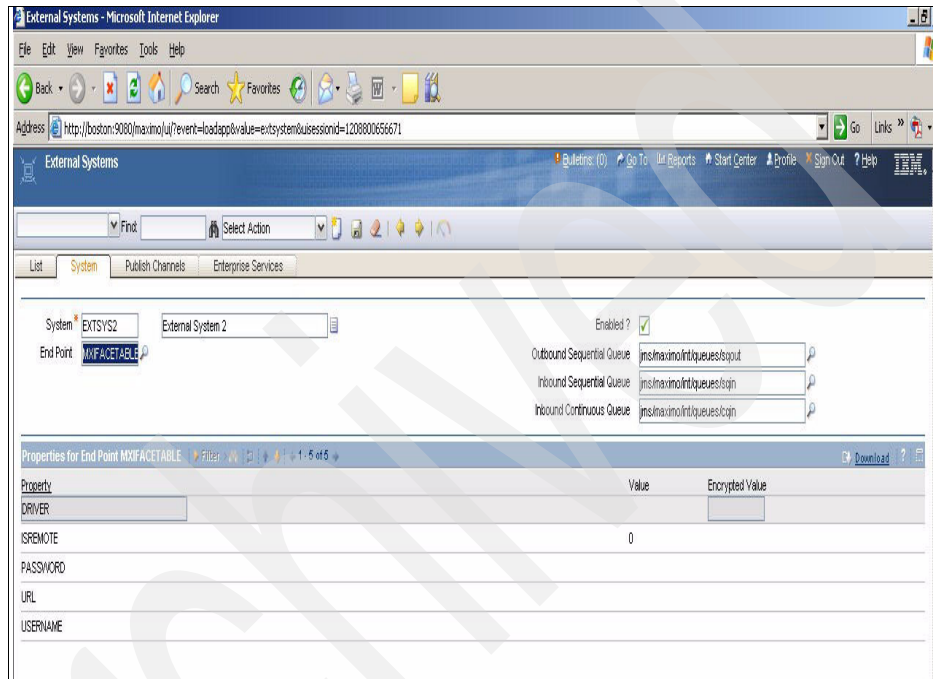 External Systems - Microsoft Internet Explorer
File Edit View Favorites Tools Help
Back Search Favorites
Address http://boston:9080/maximo/ui/?event=loadapp&value=extsystem&uisessionid=1208800656671 Go Links »
External Systems Bulletins: (0) Go To Reports Start Center Profile Sign Out ? Help IBM.
Find: Select Action
List System Publish Channels Enterprise Services
System * EXTSYS2 External System 2 Enabled ?
End Point MXIFACETABLE Outbound Sequential Queue jms/maximo/int/queues/sqout
Inbound Sequential Queue jms/maximo/int/queues/sqin
Inbound Continuous Queue jms/maximo/int/queues/cqin
Properties for End Point MXIFACETABLE Filter 1 - 5 of 5 Download ?
Property Value Encrypted Value
DRIVER
ISREMOTE 0
PASSWORD
URL
USERNAME